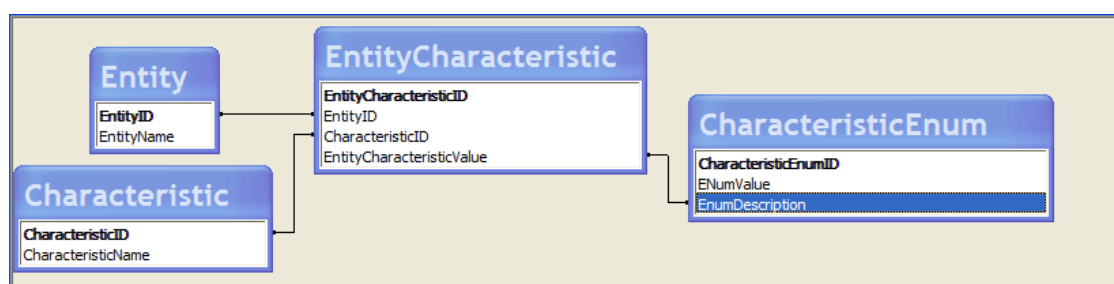 Entity
EntityID
EntityName
EntityCharacteristic
EntityCharacteristicID
EntityID
CharacteristicID
EntityCharacteristicValue
CharacteristicEnum
CharacteristicEnumID
ENumValue
EnumDescription
Characteristic
CharacteristicID
CharacteristicName